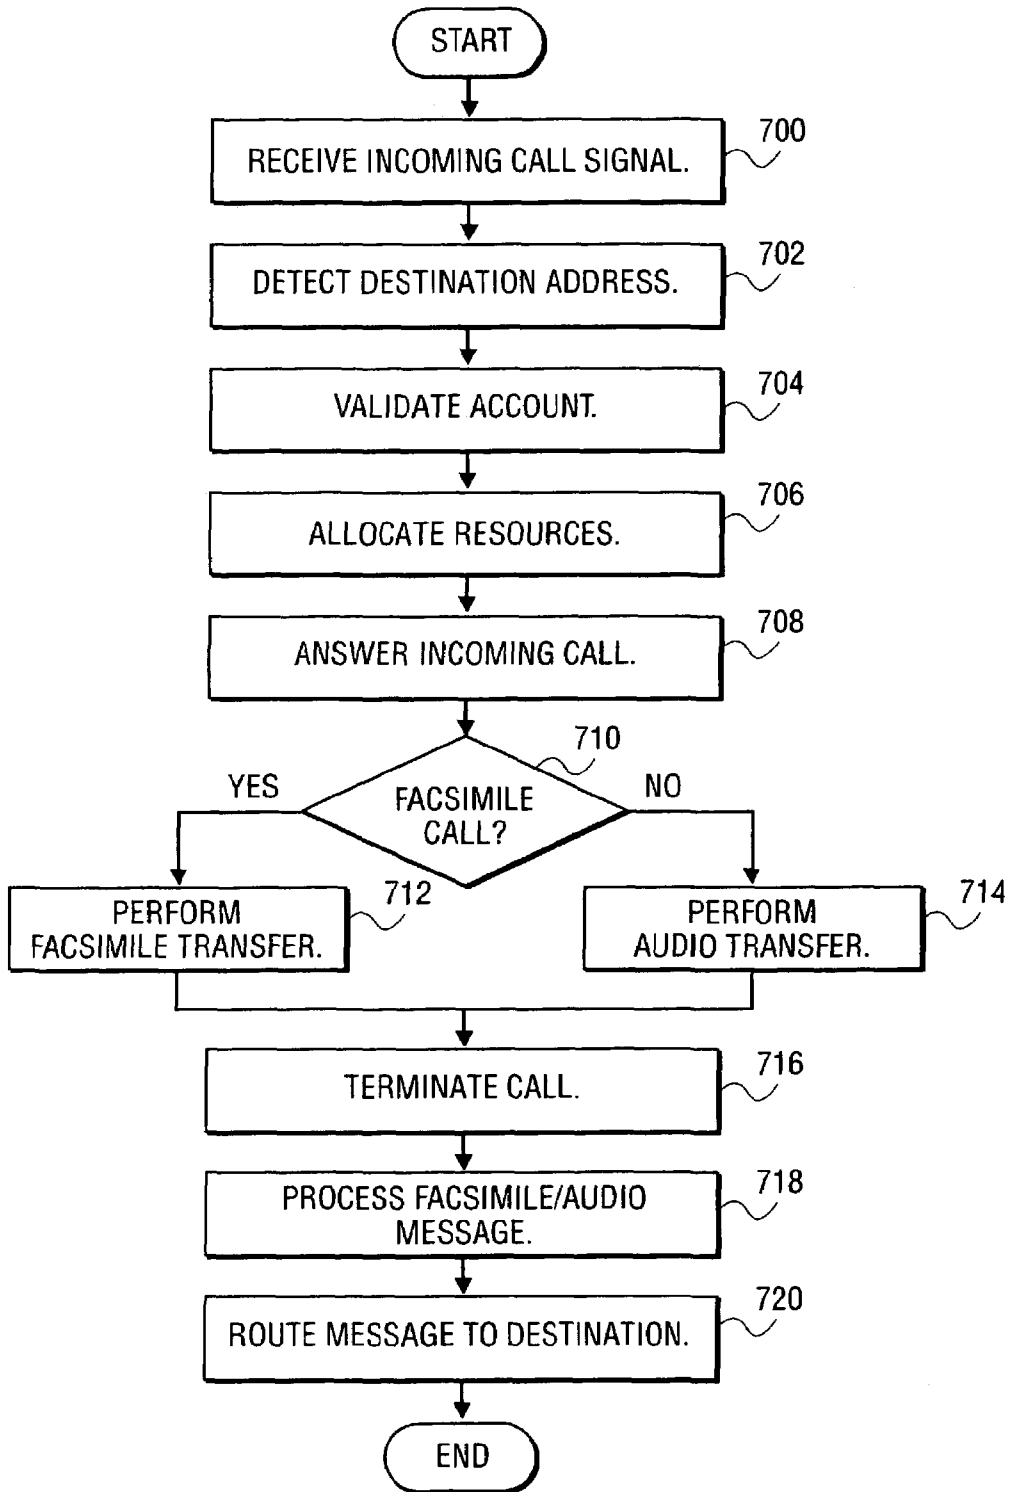 START
700
RECEIVE INCOMING CALL SIGNAL.
702
DETECT DESTINATION ADDRESS.
704
VALIDATE ACCOUNT.
706
ALLOCATE RESOURCES.
708
ANSWER INCOMING CALL.
710
YES
NO
FACSIMILE
CALL?
712
PERFORM
FACSIMILE TRANSFER.
714
PERFORM
AUDIO TRANSFER.
716
TERMINATE CALL.
718
PROCESS FACSIMILE/AUDIO
MESSAGE.
720
ROUTE MESSAGE TO DESTINATION.
END